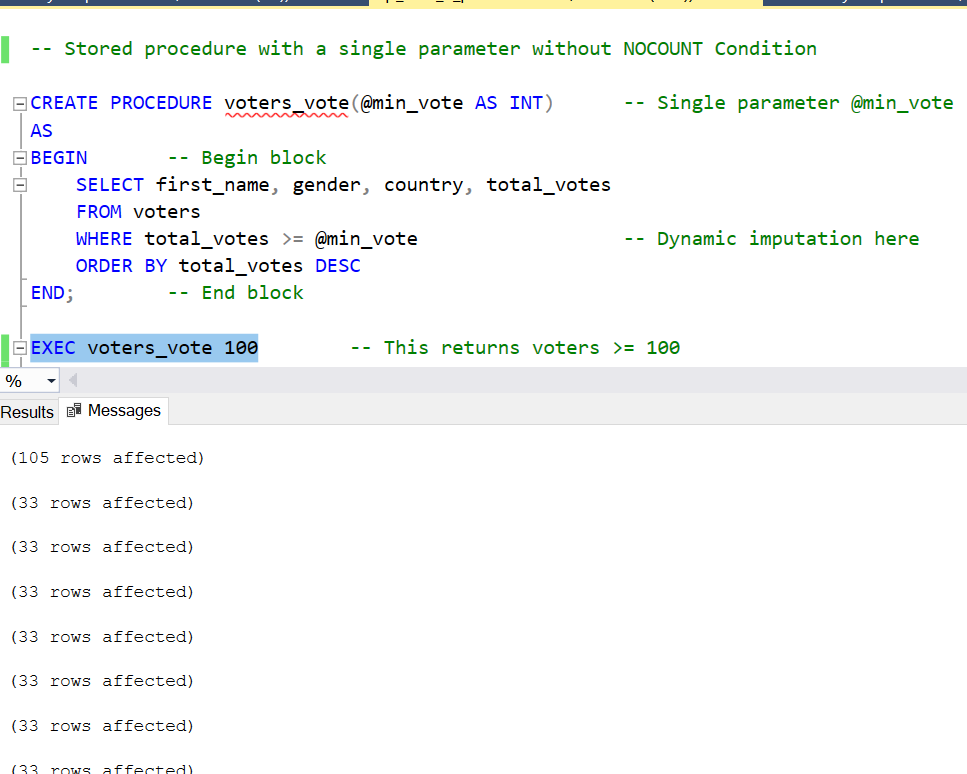 -- Stored procedure with a single parameter without NOCOUNT Condition
CREATE PROCEDURE voters_vote(@min_vote AS INT) -- Single parameter @min_vote
AS
BEGIN -- Begin block
SELECT first_name, gender, country, total_votes
FROM voters
WHERE total_votes >= @min_vote -- Dynamic imputation here
ORDER BY total_votes DESC
END; -- End block
EXEC voters_vote 100 -- This returns voters >= 100
%
Results Messages
(105 rows affected)
(33 rows affected)
(33 rows affected)
(33 rows affected)
(33 rows affected)
(33 rows affected)
(33 rows affected)
(33 rows affected)